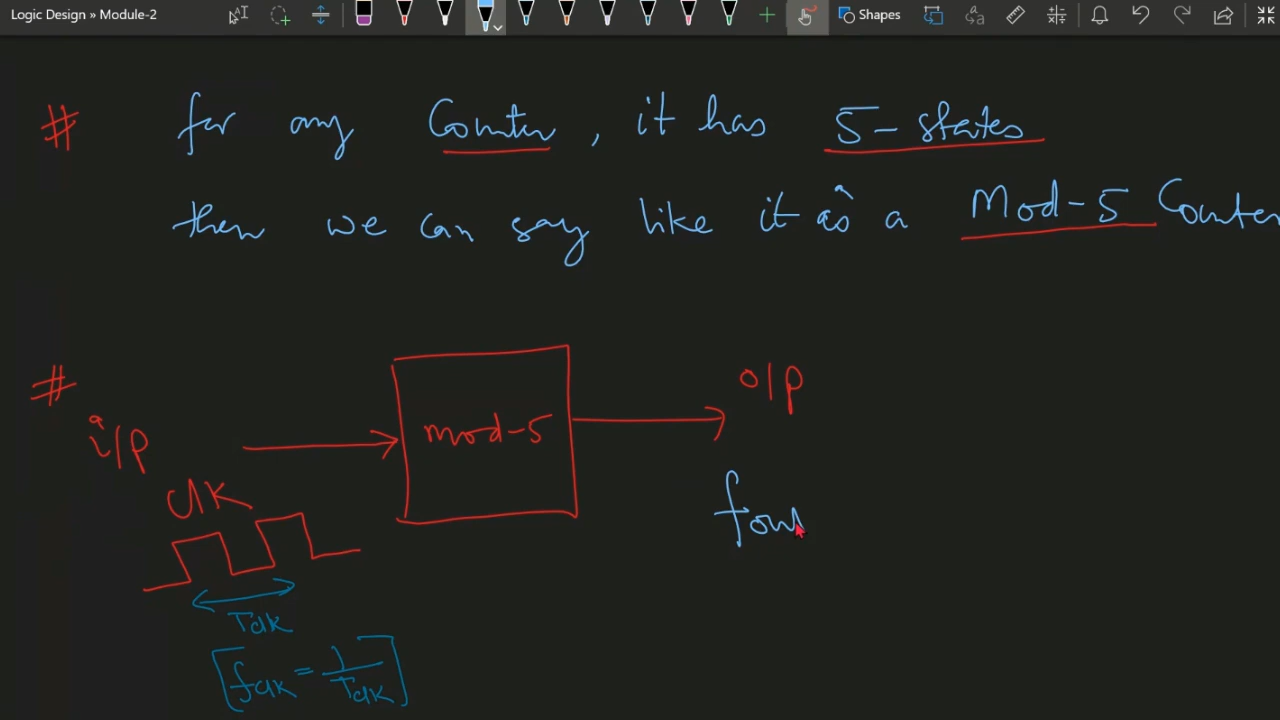 Logic Design » Module-2
Shapes
# for any Counter, it has 5-states
then we can say like it is a Mod-5 Counter
#
i/p
mod-5
o/p
clk
fou
Tclk
[fclk = 1/Tclk]